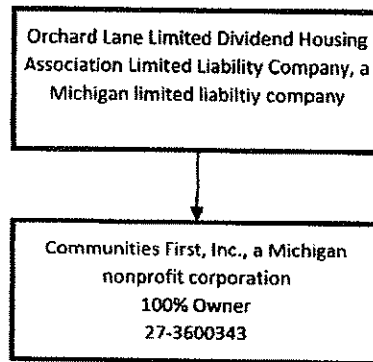 Orchard Lane Limited Dividend Housing
Association Limited Liability Company, a
Michigan limited liabiltiy company
Communities First, Inc., a Michigan
nonprofit corporation
100% Owner
27-3600343